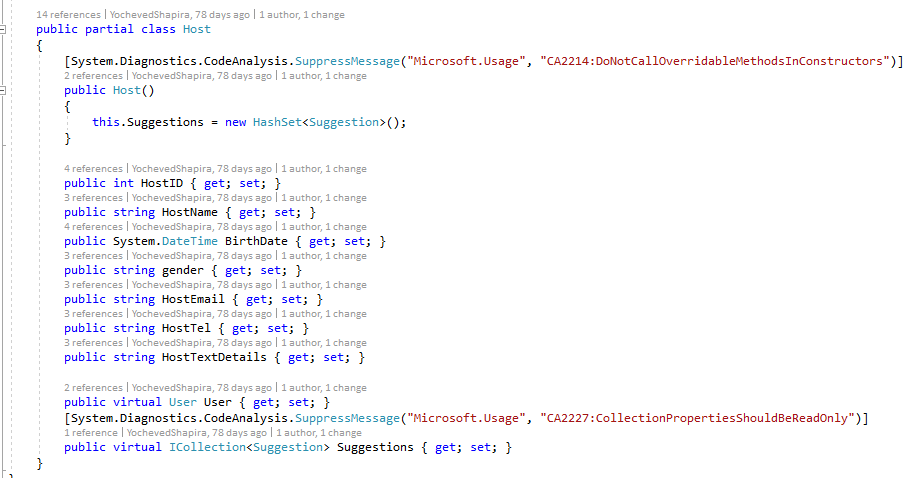 14 references | YochevedShapira, 78 days ago | 1 author, 1 change
public partial class Host
{
[System.Diagnostics.CodeAnalysis.SuppressMessage("Microsoft.Usage", "CA2214:DoNotCallOverridableMethodsInConstructors")]
2 references | YochevedShapira, 78 days ago | 1 author, 1 change
public Host()
{
this.Suggestions = new HashSet<Suggestion>();
}
4 references | YochevedShapira, 78 days ago | 1 author, 1 change
public int HostID { get; set; }
3 references | YochevedShapira, 78 days ago | 1 author, 1 change
public string HostName { get; set; }
4 references | YochevedShapira, 78 days ago | 1 author, 1 change
public System.DateTime BirthDate { get; set; }
3 references | YochevedShapira, 78 days ago | 1 author, 1 change
public string gender { get; set; }
3 references | YochevedShapira, 78 days ago | 1 author, 1 change
public string HostEmail { get; set; }
3 references | YochevedShapira, 78 days ago | 1 author, 1 change
public string HostTel { get; set; }
3 references | YochevedShapira, 78 days ago | 1 author, 1 change
public string HostTextDetails { get; set; }
2 references | YochevedShapira, 78 days ago | 1 author, 1 change
public virtual User User { get; set; }
[System.Diagnostics.CodeAnalysis.SuppressMessage("Microsoft.Usage", "CA2227:CollectionPropertiesShouldBeReadOnly")]
1 reference | YochevedShapira, 78 days ago | 1 author, 1 change
public virtual ICollection<Suggestion> Suggestions { get; set; }
}